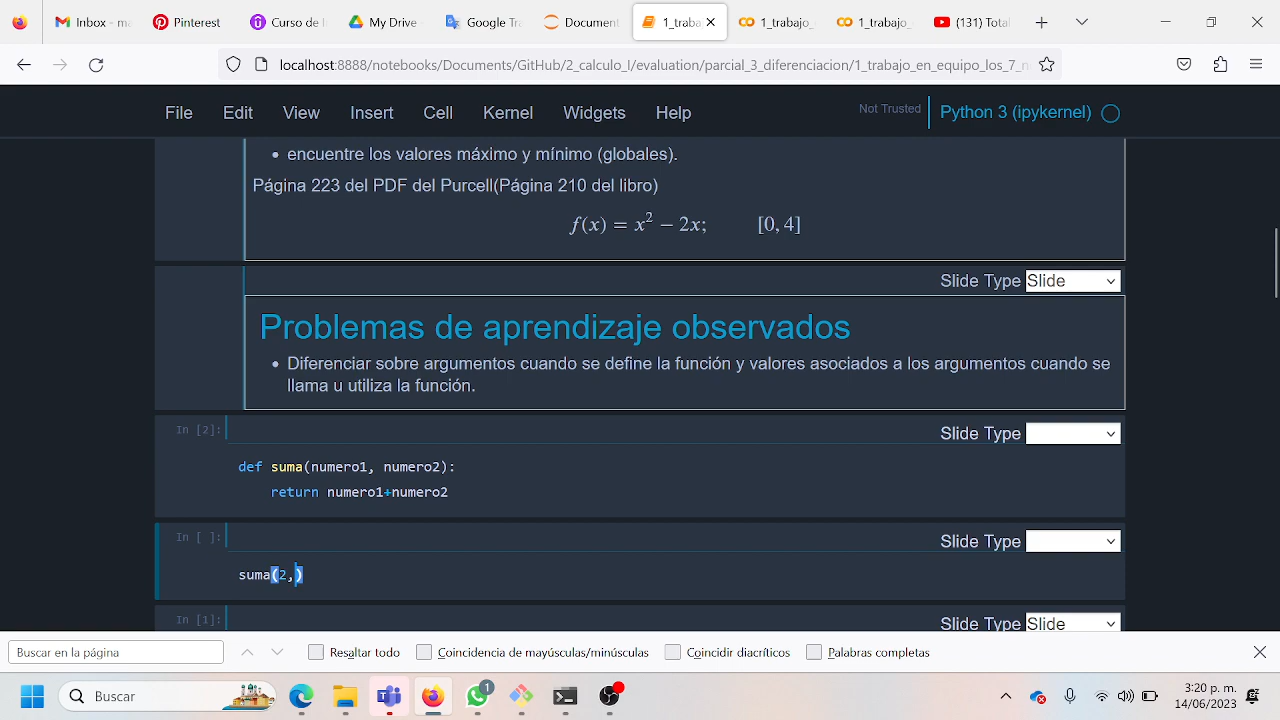 Inbox - ma
Pinterest
Curso de I
My Drive
Google Tra
Document
1_traba
1_trabajo_
1_trabajo_
(131) Total
localhost:8888/notebooks/Documents/GitHub/2_calculo_I/evaluation/parcial_3_diferenciacion/1_trabajo_en_equipo_los_7_n
File Edit View Insert Cell Kernel Widgets Help Not Trusted Python 3 (ipykernel)
• encuentre los valores máximo y mínimo (globales).
Página 223 del PDF del Purcell(Página 210 del libro)
f(x) = x² − 2x; [0, 4]
Slide Type Slide
Problemas de aprendizaje observados
• Diferenciar sobre argumentos cuando se define la función y valores asociados a los argumentos cuando se
llama u utiliza la función.
In [2]:
Slide Type
def suma(numero1, numero2):
return numero1+numero2
In [ ]:
Slide Type
suma(2,)
In [1]:
Slide Type Slide
Buscar en la página Resaltar todo Coincidencia de mayúsculas/minúsculas Coincidir diacríticos Palabras completas
Buscar
1
3:20 p. m.
14/06/2023